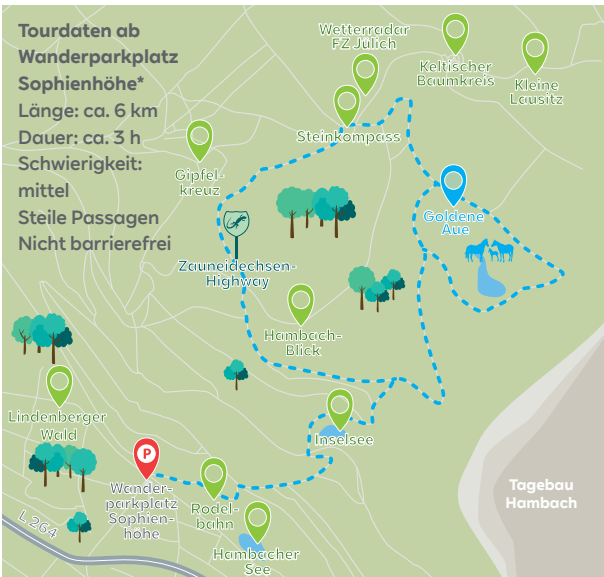 Tourdaten ab
Wanderparkplatz
Sophienhöhe*
Länge: ca. 6 km
Dauer: ca. 3 h
Schwierigkeit:
mittel
Steile Passagen
Nicht barrierefrei
Wetterradar
FZ Jülich
Keltischer
Baumkreis
Kleine
Lausitz
Steinkompass
Gipfel-
kreuz
Goldene
Aue
Zauneidechsen-
Highway
Hambach-
Blick
Lindenberger
Wald
Inselsee
P
Wander-
parkplatz
Sophien-
höhe
Rodel-
bahn
Hambacher
See
Tagebau
Hambach
L 264